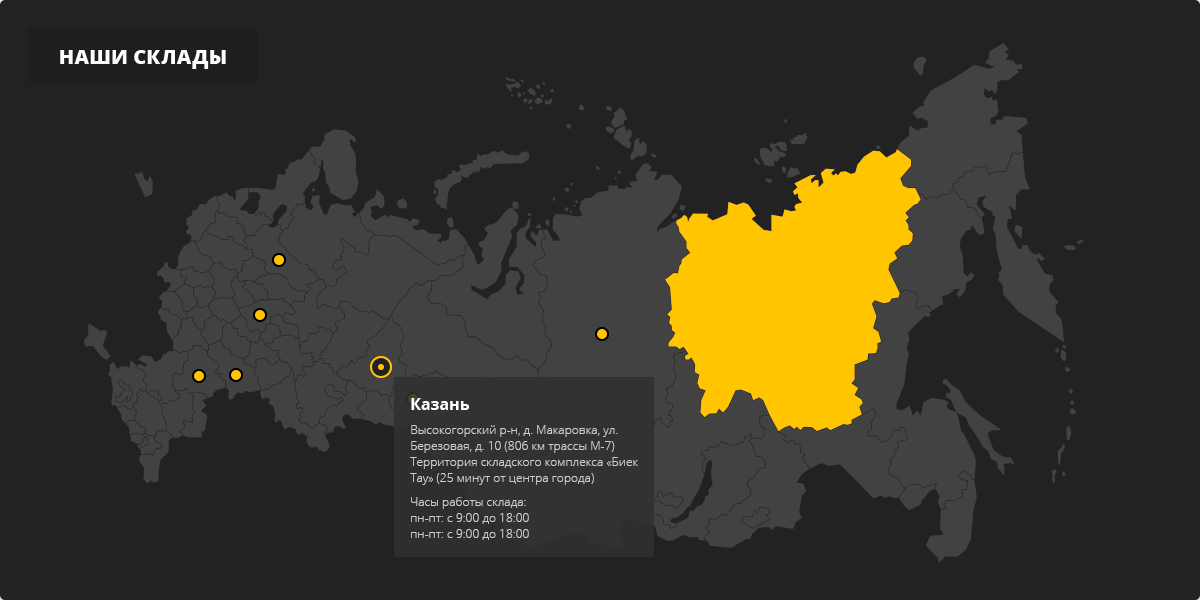 НАШИ СКЛАДЫ
Казань
Высокогорский р-н, д. Макаровка, ул.
Березовая, д. 10 (806 км трассы М-7)
Территория складского комплекса «Биек
Тау» (25 минут от центра города)
Часы работы склада:
пн-пт: с 9:00 до 18:00
пн-пт: с 9:00 до 18:00